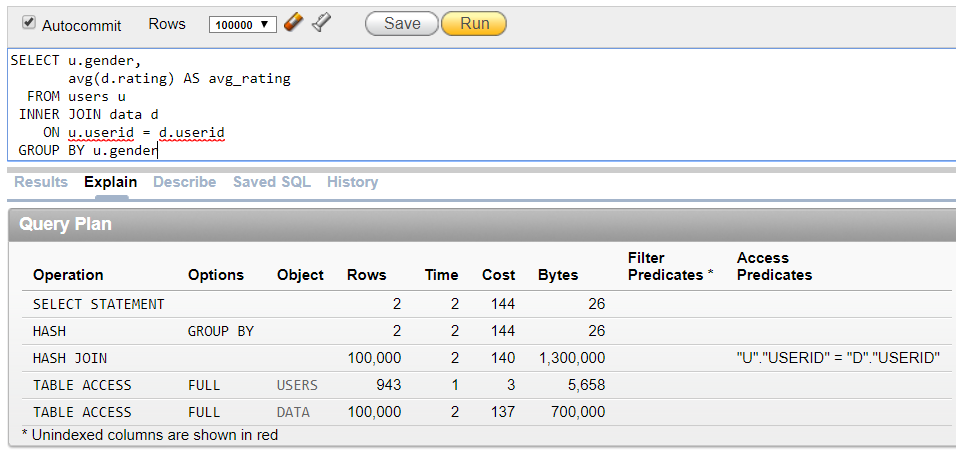 Autocommit Rows 100000 Save Run
SELECT u.gender,
avg(d.rating) AS avg_rating
FROM users u
INNER JOIN data d
ON u.userid = d.userid
GROUP BY u.gender
Results Explain Describe Saved SQL History
Query Plan
Operation Options Object Rows Time Cost Bytes Filter Predicates * Access Predicates
SELECT STATEMENT 2 2 144 26
HASH GROUP BY 2 2 144 26
HASH JOIN 100,000 2 140 1,300,000 "U"."USERID" = "D"."USERID"
TABLE ACCESS FULL USERS 943 1 3 5,658
TABLE ACCESS FULL DATA 100,000 2 137 700,000
* Unindexed columns are shown in red